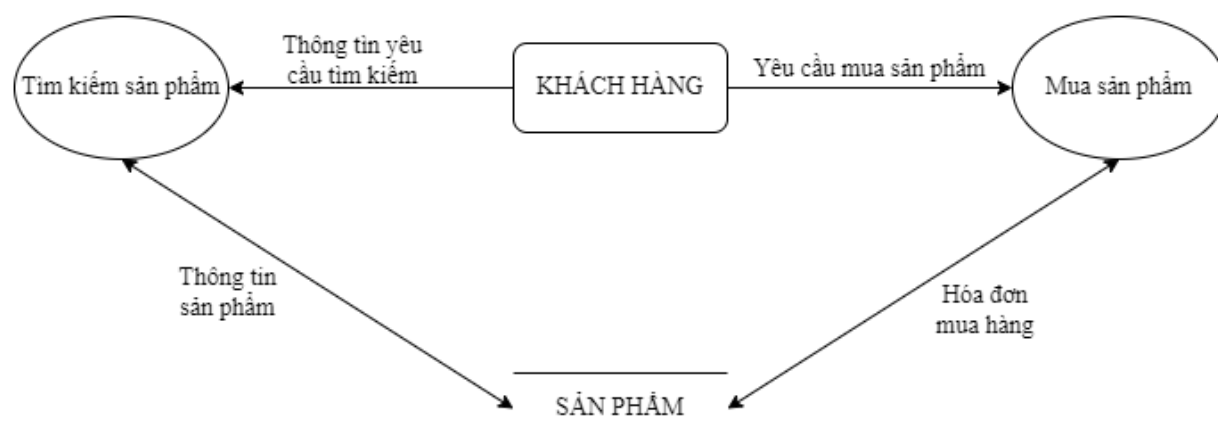 Thông tìn yêu
cầu tìm kiếm
Tìm kiếm sản phẩm
KHÁCH HÀNG
Yêu cầu mua sản phẩm
Mua sản phẩm
Thông tin
sản phẩm
Hóa đơn
mua hàng
SẢN PHẨM